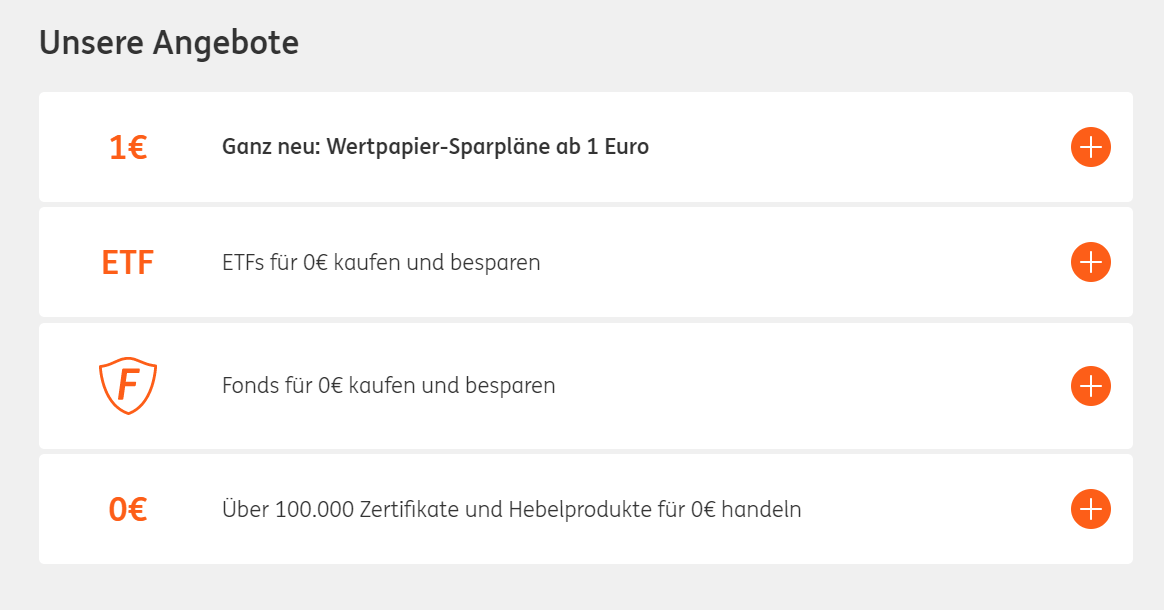 Unsere Angebote
1€
Ganz neu: Wertpapier-Sparpläne ab 1 Euro
ETF
ETFs für 0€ kaufen und besparen
F
Fonds für 0€ kaufen und besparen
0€
Über 100.000 Zertifikate und Hebelprodukte für 0€ handeln